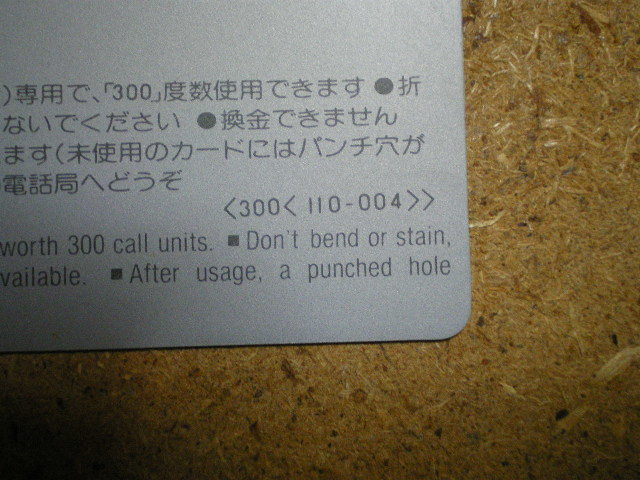 )専用で、「300」度数使用できます ●折
ないでください ●換金できません
ます(未使用のカードにはパンチ穴が
電話局へどうぞ
<300< 110-004>>
worth 300 call units. ■ Don't bend or stain,
vailable. ■ After usage, a punched hole